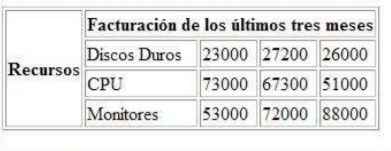 Facturación de los últimos tres meses
Recursos
Discos Duros 23000 27200 26000
CPU 73000 67300 51000
Monitores 53000 72000 88000